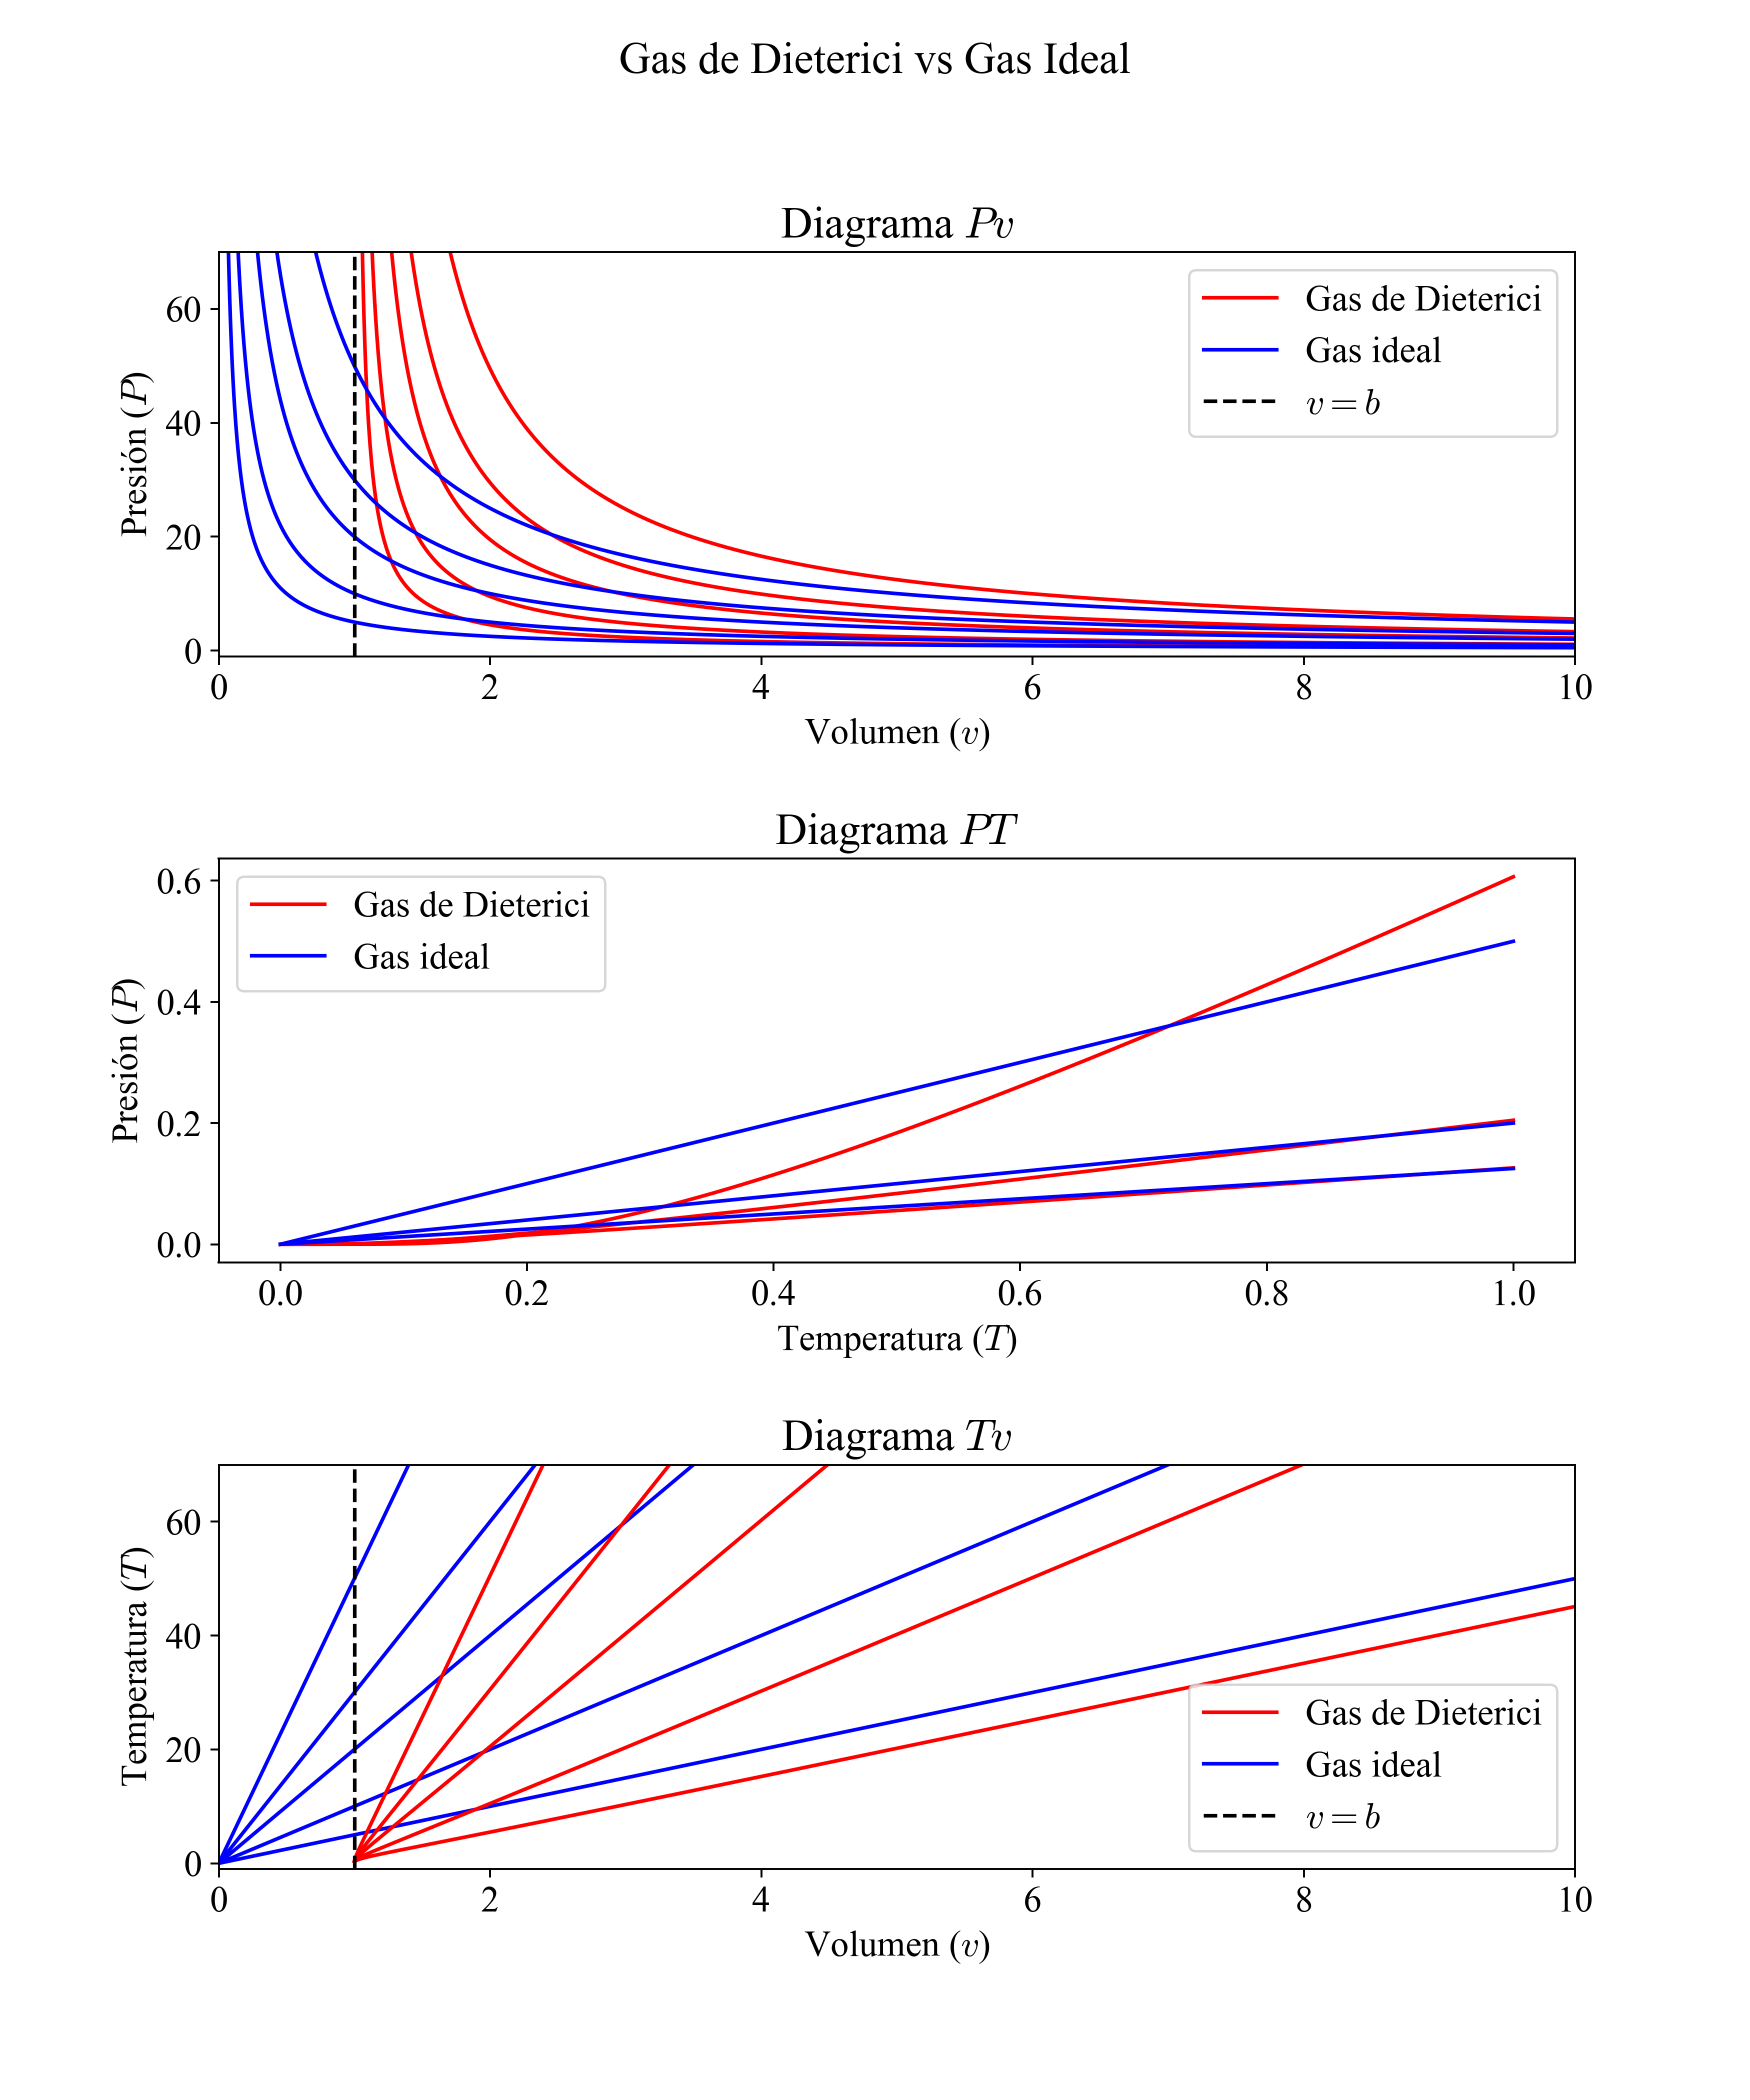 Gas de Dieterici vs Gas Ideal
Diagrama Pv
60
40
20
0
Presión (P)
Gas de Dieterici
Gas ideal
v = b
0 2 4 6 8 10
Volumen (v)
Diagrama PT
0.6
0.4
0.2
0.0
Presión (P)
Gas de Dieterici
Gas ideal
0.0 0.2 0.4 0.6 0.8 1.0
Temperatura (T)
Diagrama Tv
60
40
20
0
Temperatura (T)
Gas de Dieterici
Gas ideal
v = b
0 2 4 6 8 10
Volumen (v)